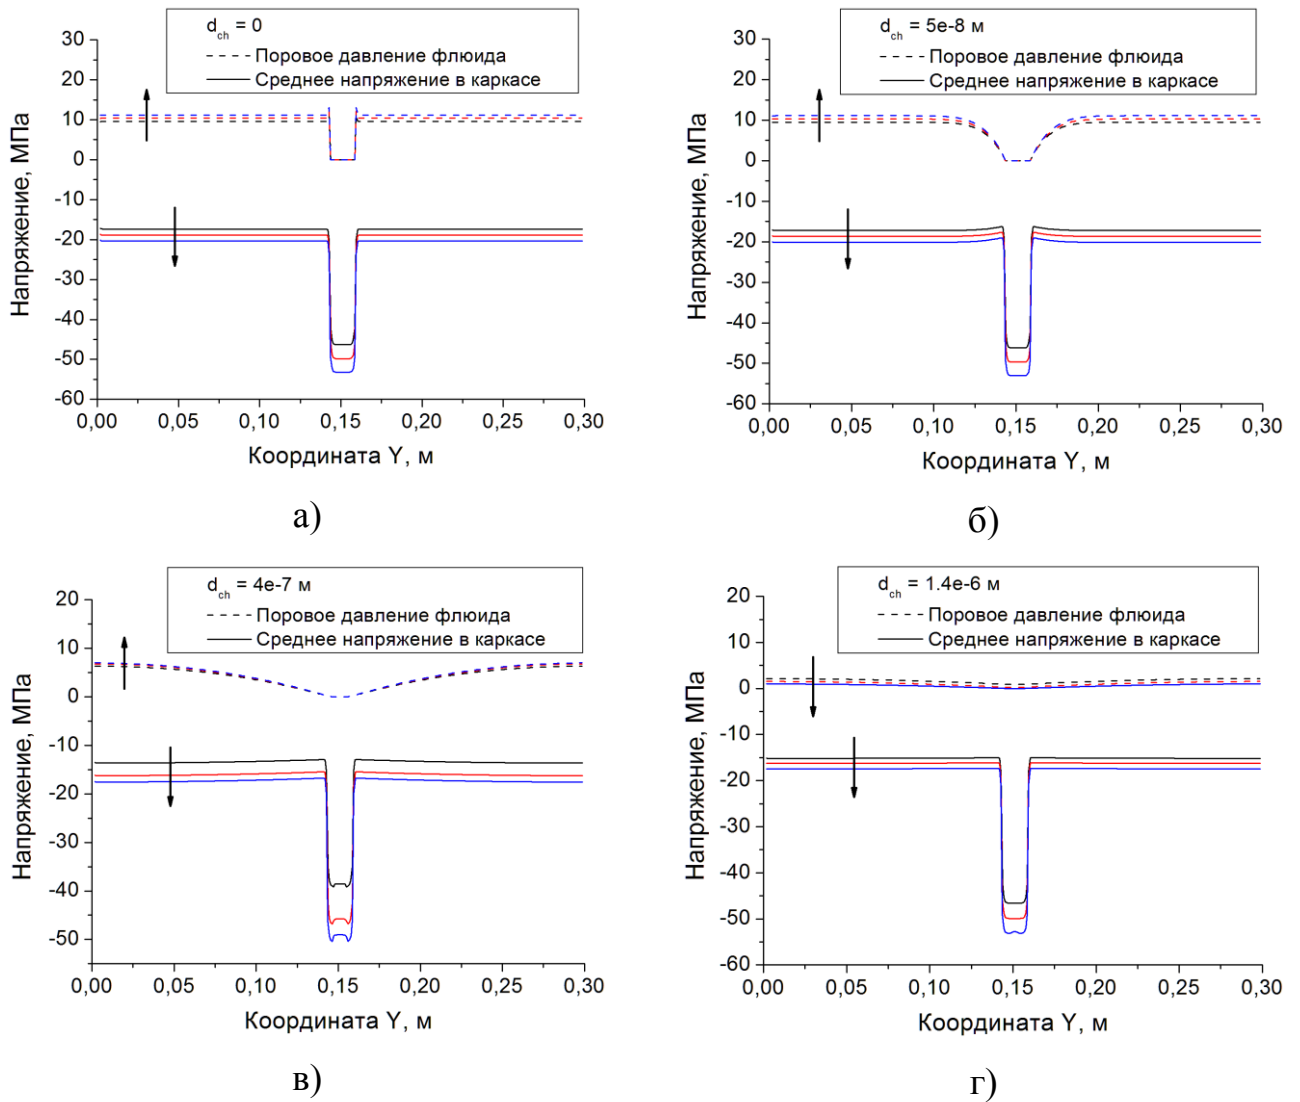 d_ch = 0
Поровое давление флюида
Среднее напряжение в каркасе
Напряжение, МПа
30
20
10
0
-10
-20
-30
-40
-50
-60
0,00 0,05 0,10 0,15 0,20 0,25 0,30
Координата Y, м
а)
d_ch = 5e-8 м
Поровое давление флюида
Среднее напряжение в каркасе
Напряжение, МПа
30
20
10
0
-10
-20
-30
-40
-50
-60
0,00 0,05 0,10 0,15 0,20 0,25 0,30
Координата Y, м
б)
d_ch = 4e-7 м
Поровое давление флюида
Среднее напряжение в каркасе
Напряжение, МПа
20
10
0
-10
-20
-30
-40
-50
0,00 0,05 0,10 0,15 0,20 0,25 0,30
Координата Y, м
в)
d_ch = 1.4e-6 м
Поровое давление флюида
Среднее напряжение в каркасе
Напряжение, МПа
20
10
0
-10
-20
-30
-40
-50
-60
0,00 0,05 0,10 0,15 0,20 0,25 0,30
Координата Y, м
г)